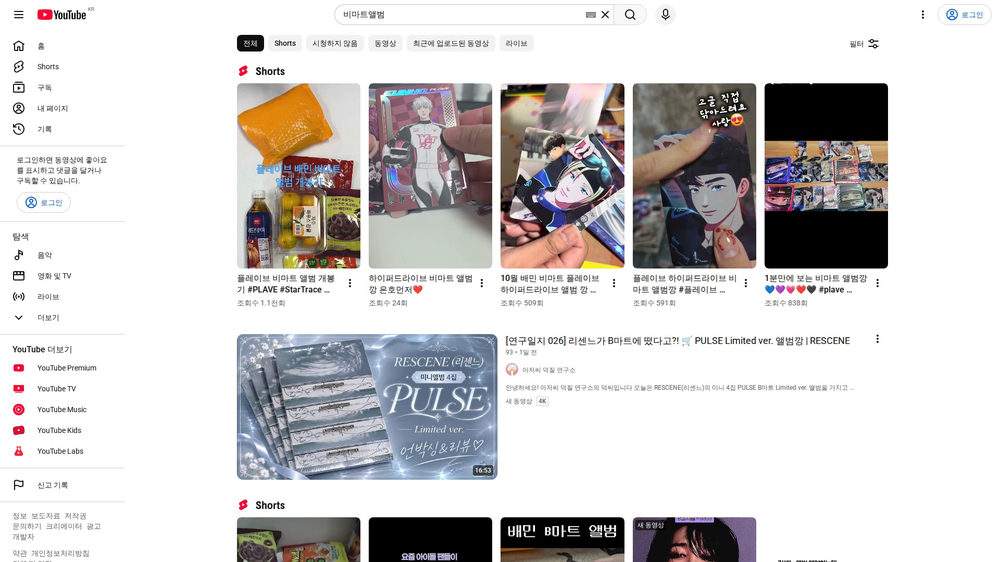 YouTube KR
비마트앨범
로그인
홈
Shorts
구독
내 페이지
기록
로그인하면 동영상에 좋아요
를 표시하고 댓글을 달거나
구독할 수 있습니다.
로그인
탐색
음악
영화 및 TV
라이브
더보기
YouTube 더보기
YouTube Premium
YouTube TV
YouTube Music
YouTube Kids
YouTube Labs
신고 기록
정보 보도자료 저작권
문의하기 크리에이터 광고
개발자
약관 개인정보처리방침
전체 Shorts 시청하지 않음 동영상 최근에 업로드된 동영상 라이브
필터
Shorts
플레이브 배민 비마트
앨범 개봉기
고글 직접
닦아드려요
사랑😍
플레이브 비마트 앨범 개봉
기 #PLAVE #StarTrace ...
조회수 1.1천회
하이퍼드라이브 비마트 앨범
깡 은호먼저❤️
조회수 24회
10월 배민 비마트 플레이브
하이퍼드라이브 앨범 깡 ...
조회수 509회
플레이브 하이퍼드라이브 비
마트 앨범깡 #플레이브 ...
조회수 591회
1분만에 보는 비마트 앨범깡
💙💜💗❤️🖤 #plave ...
조회수 838회
RESCENE (리센느)
미니앨범 4집
PULSE
Limited ver.
언박싱&리뷰♡
16:53
[연구일지 026] 리센느가 B마트에 떴다고?! 🛒 PULSE Limited ver. 앨범깡 | RESCENE
93 • 1일 전
아저씨 덕질 연구소
안녕하세요! 아저씨 덕질 연구소의 덕씨입니다 오늘은 RESCENE(리센느)의 미니 4집 PULSE B마트 Limited ver. 앨범을 가지고 ...
새 동영상 4K
Shorts
요즘 아이돌 팬들이
배민 B마트 앨범
새 동영상